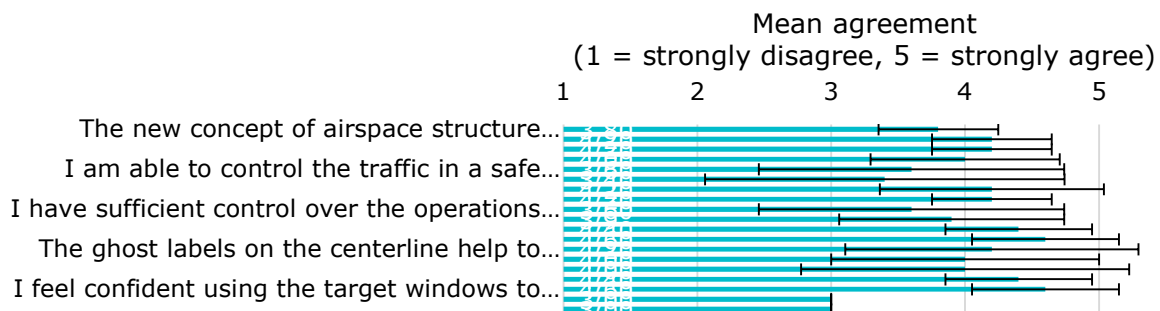 Mean agreement
(1 = strongly disagree, 5 = strongly agree)
1 2 3 4 5
The new concept of airspace structure…
I am able to control the traffic in a safe…
I have sufficient control over the operations…
The ghost labels on the centerline help to…
I feel confident using the target windows to…